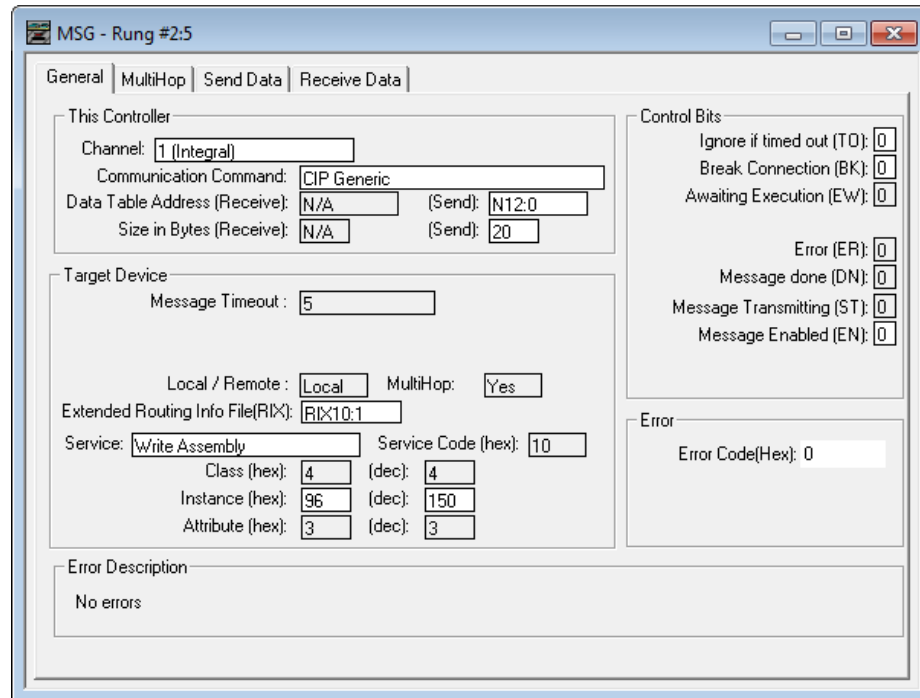 MSG - Rung #2:5
General MultiHop Send Data Receive Data
This Controller
Channel: 1 (Integral)
Communication Command: CIP Generic
Data Table Address (Receive): N/A (Send): N12:0
Size in Bytes (Receive): N/A (Send): 20
Target Device
Message Timeout : 5
Local / Remote : Local MultiHop: Yes
Extended Routing Info File(RIX): RIX10:1
Service: Write Assembly Service Code (hex): 10
Class (hex): 4 (dec): 4
Instance (hex): 96 (dec): 150
Attribute (hex): 3 (dec): 3
Control Bits
Ignore if timed out (TO): 0
Break Connection (BK): 0
Awaiting Execution (EW): 0
Error (ER): 0
Message done (DN): 0
Message Transmitting (ST): 0
Message Enabled (EN): 0
Error
Error Code(Hex): 0
Error Description
No errors